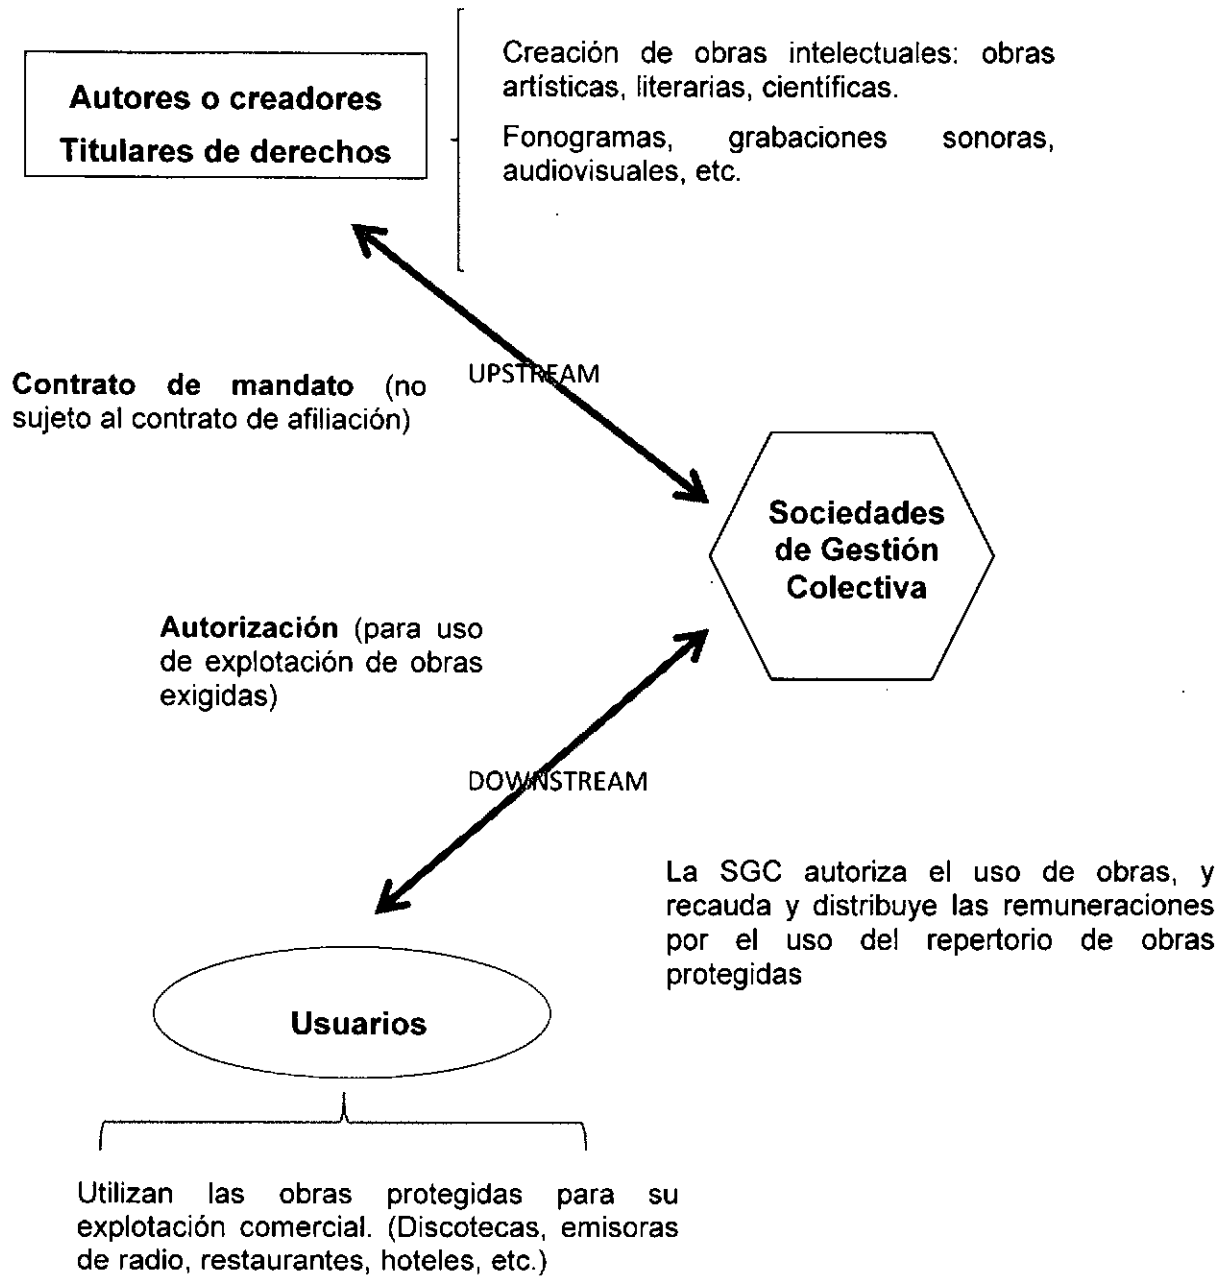 Autores o creadores
Titulares de derechos
Creación de obras intelectuales: obras
artísticas, literarias, científicas.
Fonogramas, grabaciones sonoras,
audiovisuales, etc.
UPSTREAM
Contrato de mandato (no
sujeto al contrato de afiliación)
Sociedades
de Gestión
Colectiva
Autorización (para uso
de explotación de obras
exigidas)
DOWNSTREAM
La SGC autoriza el uso de obras, y
recauda y distribuye las remuneraciones
por el uso del repertorio de obras
protegidas
Usuarios
Utilizan las obras protegidas para su
explotación comercial. (Discotecas, emisoras
de radio, restaurantes, hoteles, etc.)